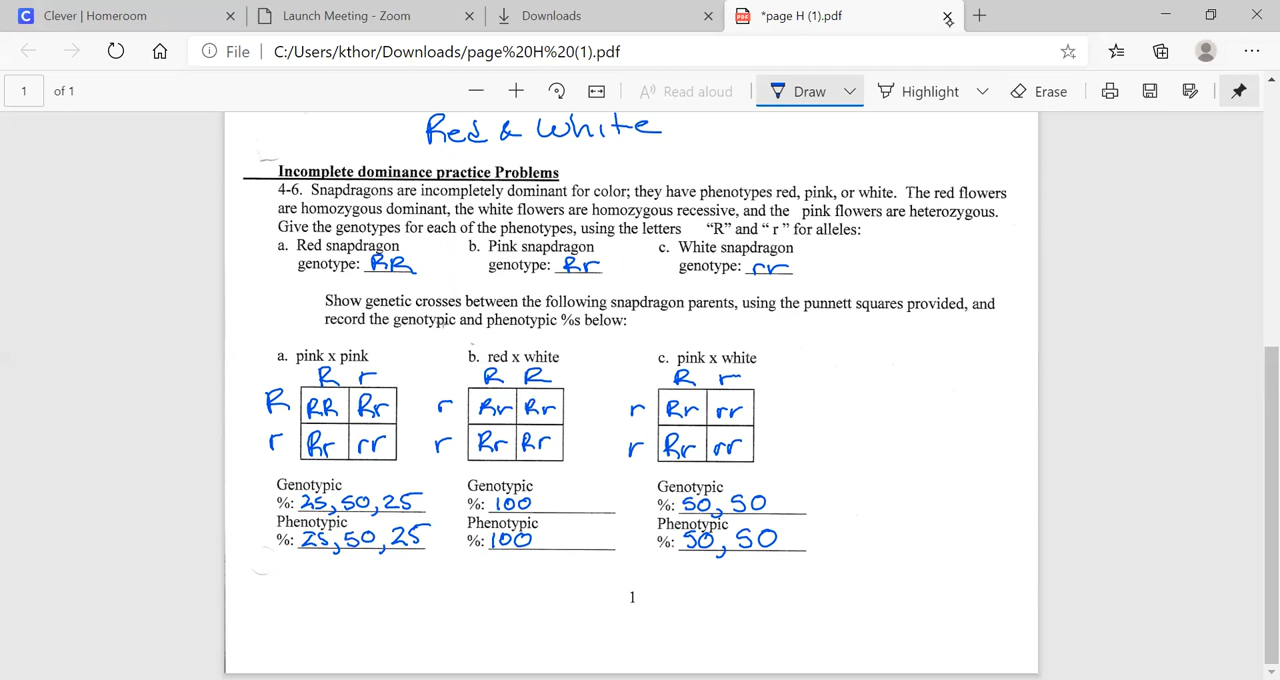 Clever | Homeroom
Launch Meeting - Zoom
Downloads
*page H (1).pdf
File C:/Users/kthor/Downloads/page%20H%20(1).pdf
1 of 1
Read aloud
Draw
Highlight
Erase
Red & White
Incomplete dominance practice Problems
4-6. Snapdragons are incompletely dominant for color; they have phenotypes red, pink, or white. The red flowers
are homozygous dominant, the white flowers are homozygous recessive, and the pink flowers are heterozygous.
Give the genotypes for each of the phenotypes, using the letters "R" and " r " for alleles:
a. Red snapdragon b. Pink snapdragon c. White snapdragon
genotype: RR genotype: Rr genotype: rr
Show genetic crosses between the following snapdragon parents, using the punnett squares provided, and
record the genotypic and phenotypic %s below:
a. pink x pink b. red x white c. pink x white
R r R R R r
R RR Rr r Rr Rr r Rr rr
r Rr rr r Rr Rr r Rr rr
Genotypic Genotypic Genotypic
%: 25, 50, 25 %: 100 %: 50, 50
Phenotypic Phenotypic Phenotypic
%: 25, 50, 25 %: 100 %: 50, 50
1